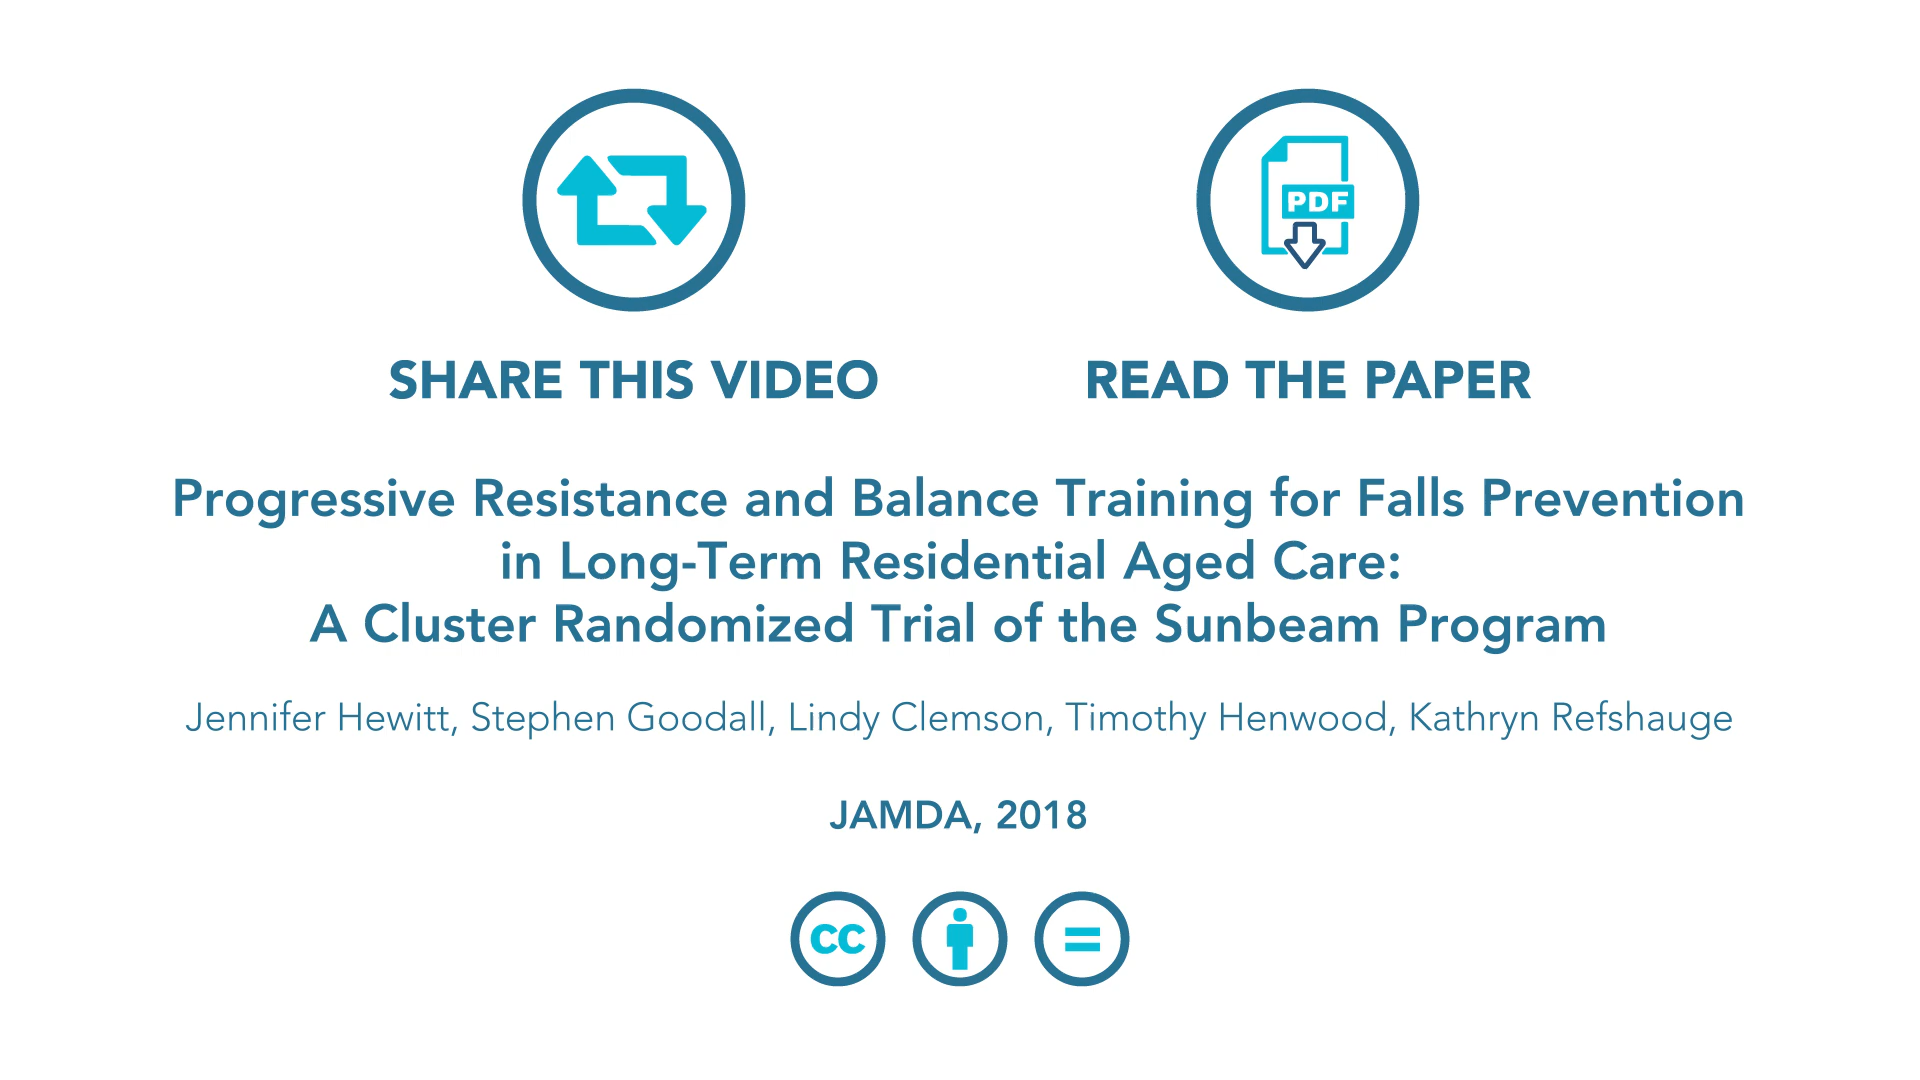 PDF
SHARE THIS VIDEO
READ THE PAPER
Progressive Resistance and Balance Training for Falls Prevention
in Long-Term Residential Aged Care:
A Cluster Randomized Trial of the Sunbeam Program
Jennifer Hewitt, Stephen Goodall, Lindy Clemson, Timothy Henwood, Kathryn Refshauge
JAMDA, 2018
cc =